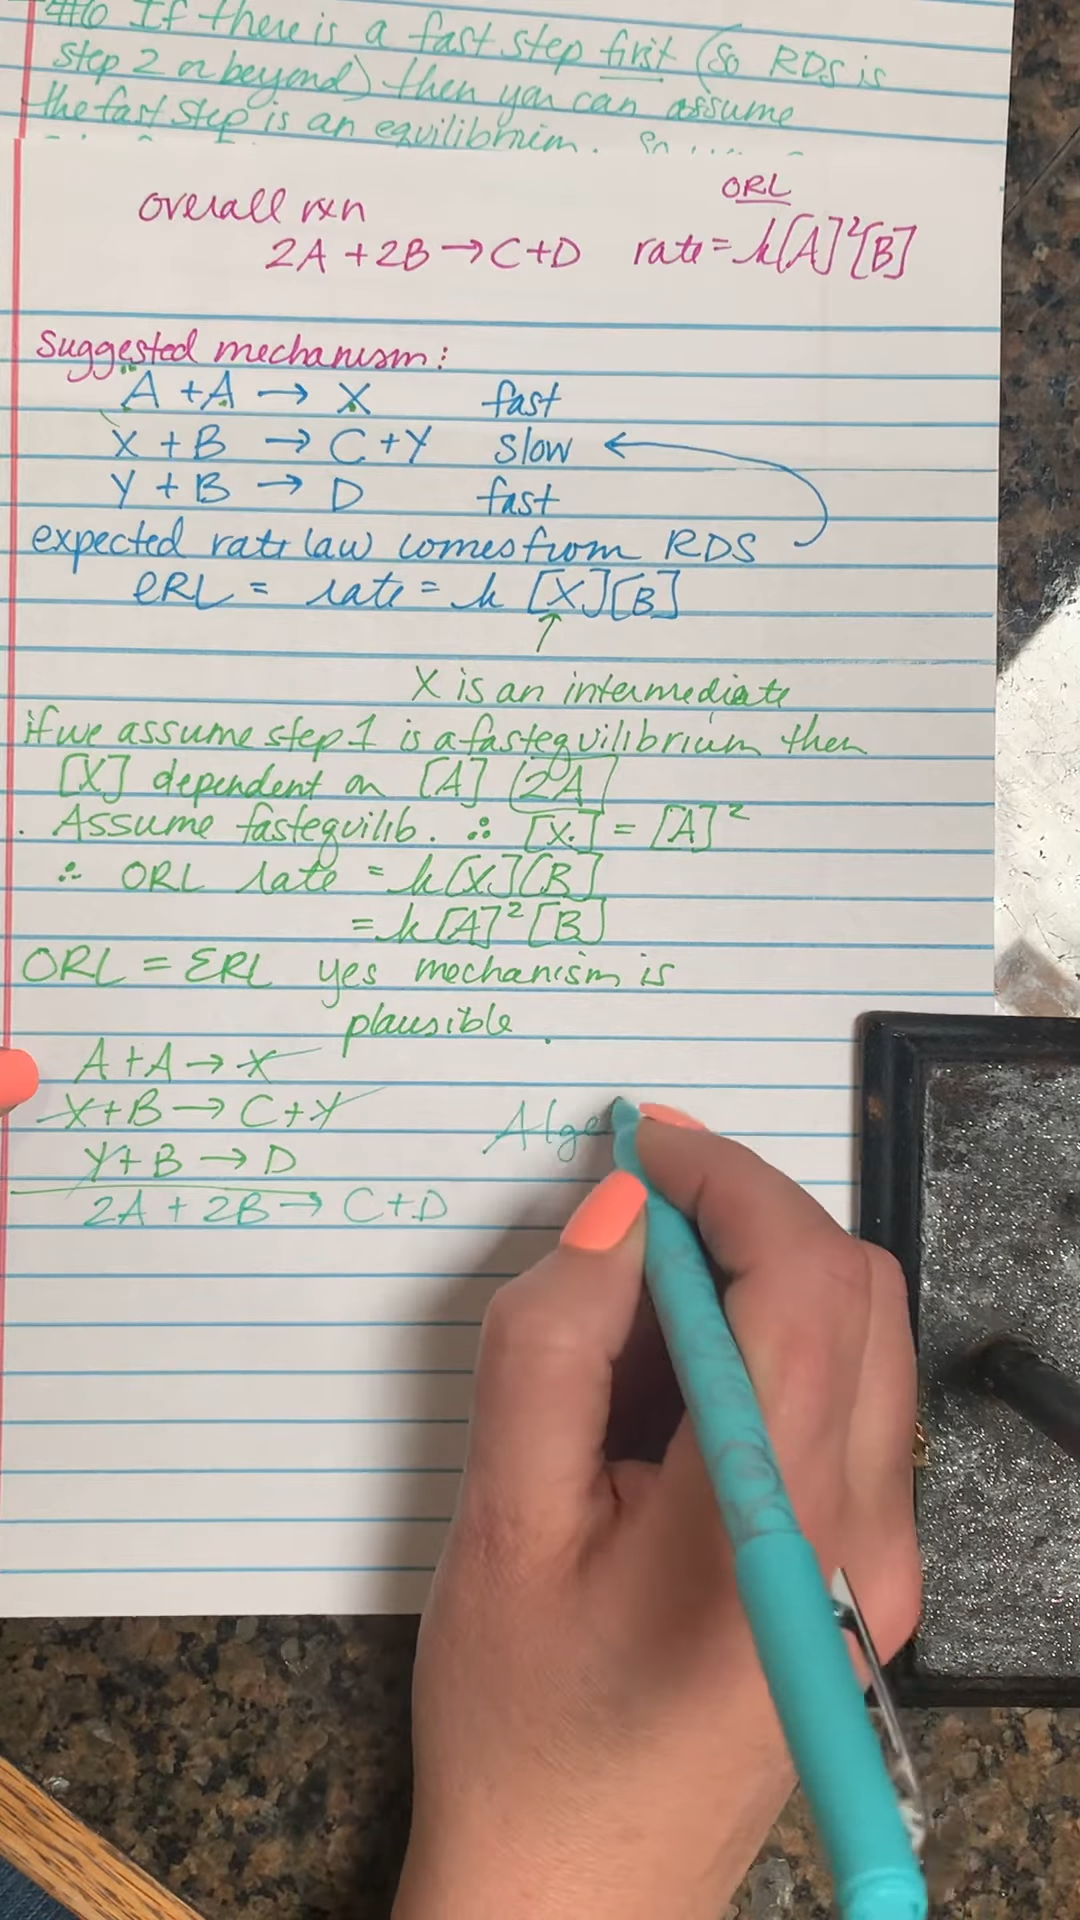 #6 If there is a fast step first (so RDS is
step 2 or beyond) then you can assume
the fast step is an equilibrium.
overall rxn
ORL
2A + 2B → C+D rate = k[A]²[B]
Suggested mechanism:
A + A → X fast
X + B → C + Y slow
Y + B → D fast
expected rate law comes from RDS
ERL = rate = k [X][B]
↑
X is an intermediate
if we assume step 1 is a fast equilibrium then
[X] dependent on [A] [2A]
. Assume fast equilib. ∴ [X] = [A]²
∴ ORL rate = k[X][B]
= k[A]²[B]
ORL = ERL yes mechanism is
plausible.
A + A → X
X + B → C + Y
Y + B → D
2A + 2B → C + D
Alge